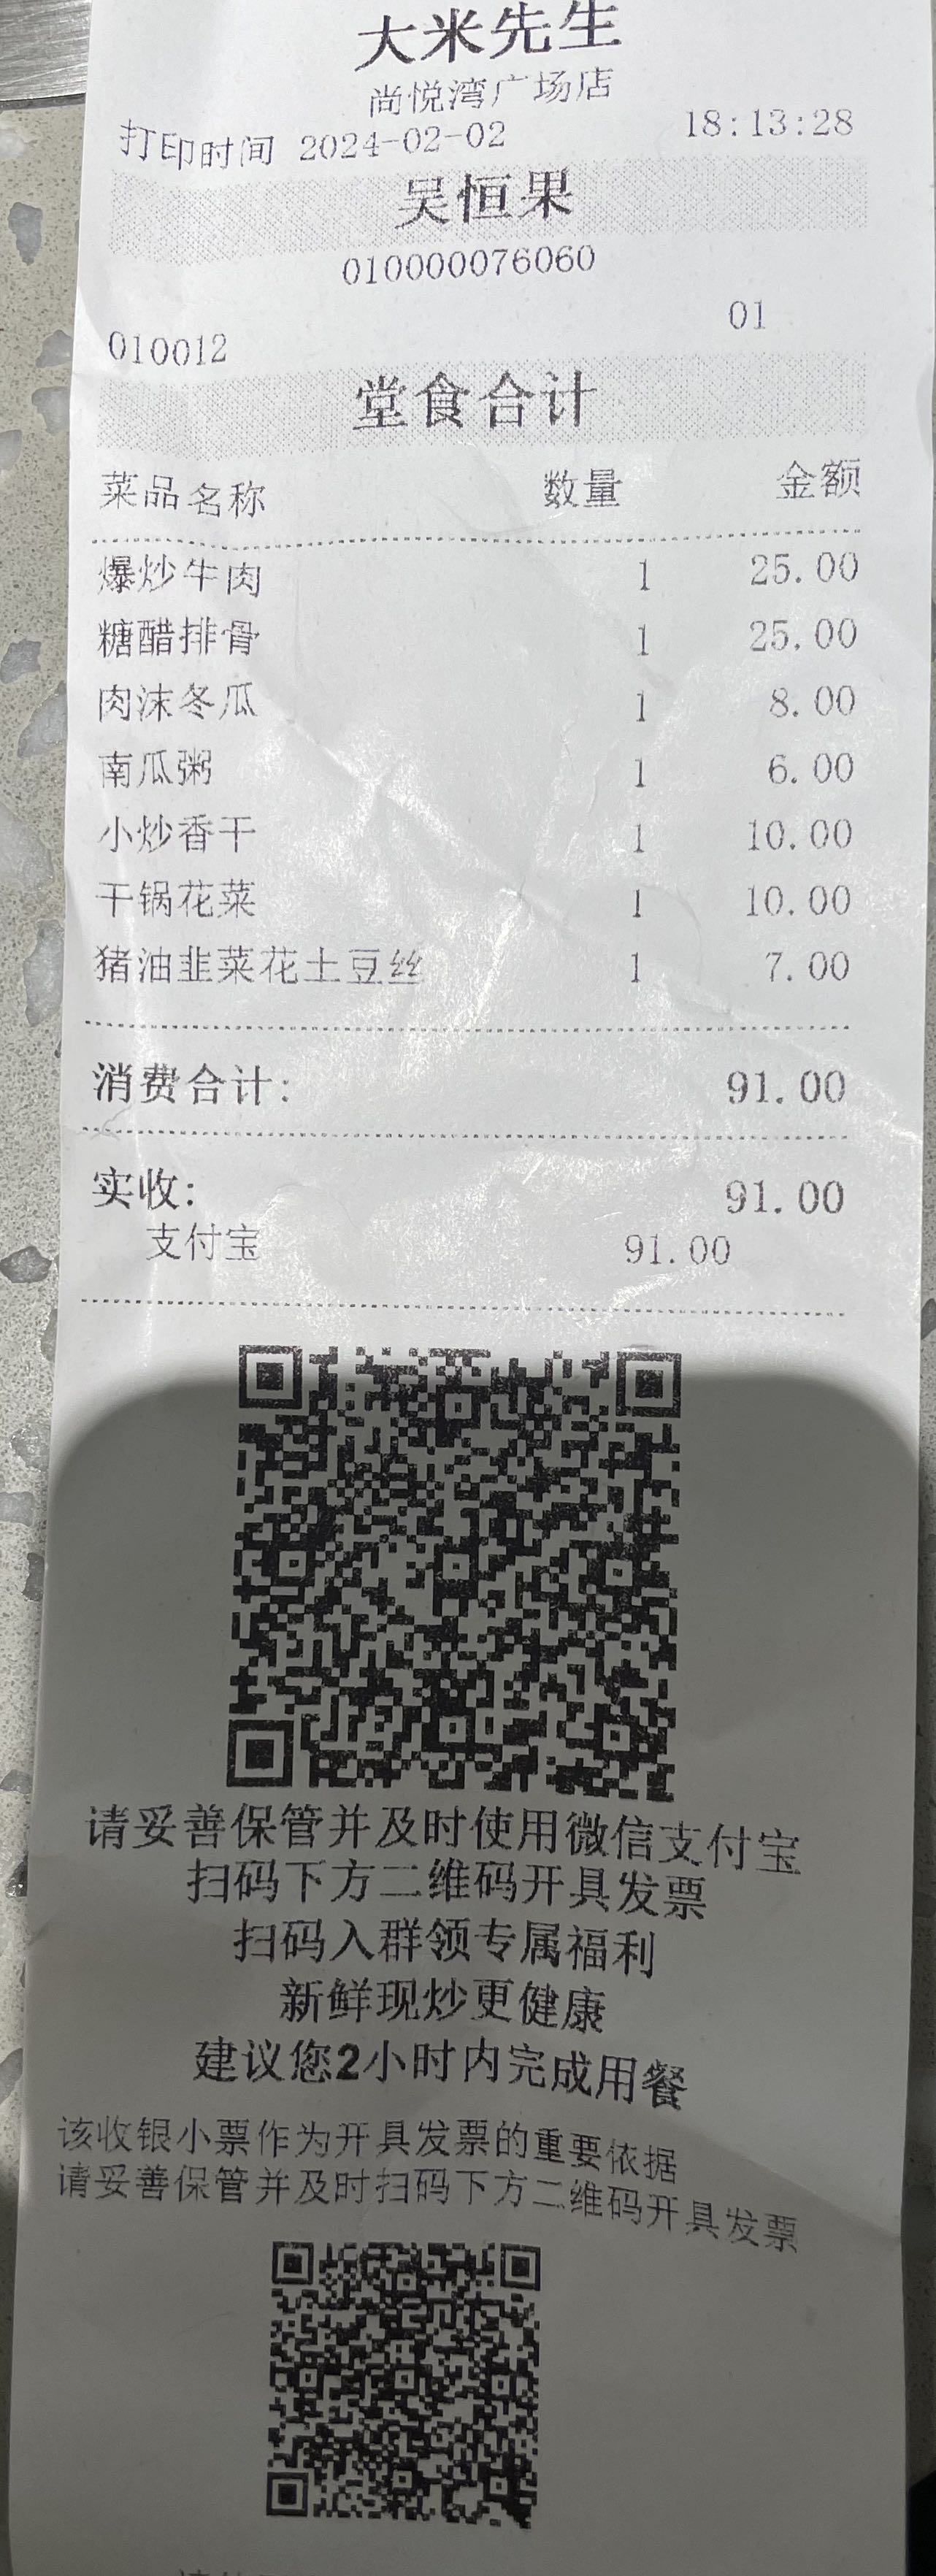 大米先生
尚悦湾广场店
打印时间 2024-02-02 18:13:28
吴恒果
010000076060
010012 01
堂食合计
菜品名称 数量 金额
爆炒牛肉 1 25.00
糖醋排骨 1 25.00
肉沫冬瓜 1 8.00
南瓜粥 1 6.00
小炒香干 1 10.00
干锅花菜 1 10.00
猪油韭菜花土豆丝 1 7.00
消费合计: 91.00
实收: 91.00
支付宝 91.00
请妥善保管并及时使用微信支付宝
扫码下方二维码开具发票
扫码入群领专属福利
新鲜现炒更健康
建议您2小时内完成用餐
该收银小票作为开具发票的重要依据
请妥善保管并及时扫码下方二维码开具发票